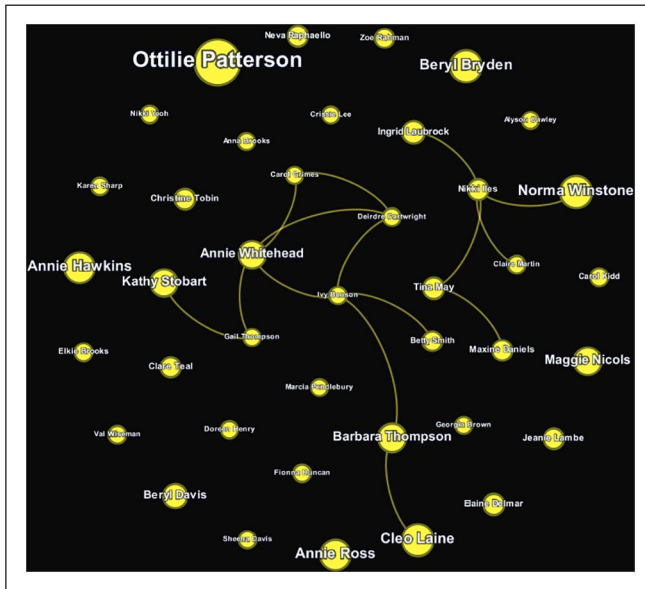 Neva Raphaello
Zoe Rahman
Ottilie Patterson
Beryl Bryden
Nikki Yeoh
Crissie Lee
Alyson Cawley
Ingrid Laubrock
Anna Brooks
Carol Grimes
Karen Sharp
Nikki Iles
Norma Winstone
Christine Tobin
Deirdre Cartwright
Annie Whitehead
Annie Hawkins
Claire Martin
Kathy Stobart
Carol Kidd
Tina May
Ivy Benson
Gail Thompson
Betty Smith
Elkie Brooks
Maxine Daniels
Maggie Nicols
Clare Teal
Marcia Pendlebury
Georgia Brown
Val Wiseman
Doreen Henry
Barbara Thompson
Jeanie Lambe
Fionna Duncan
Beryl Davis
Elaine Delmar
Sheena Davis
Cleo Laine
Annie Ross